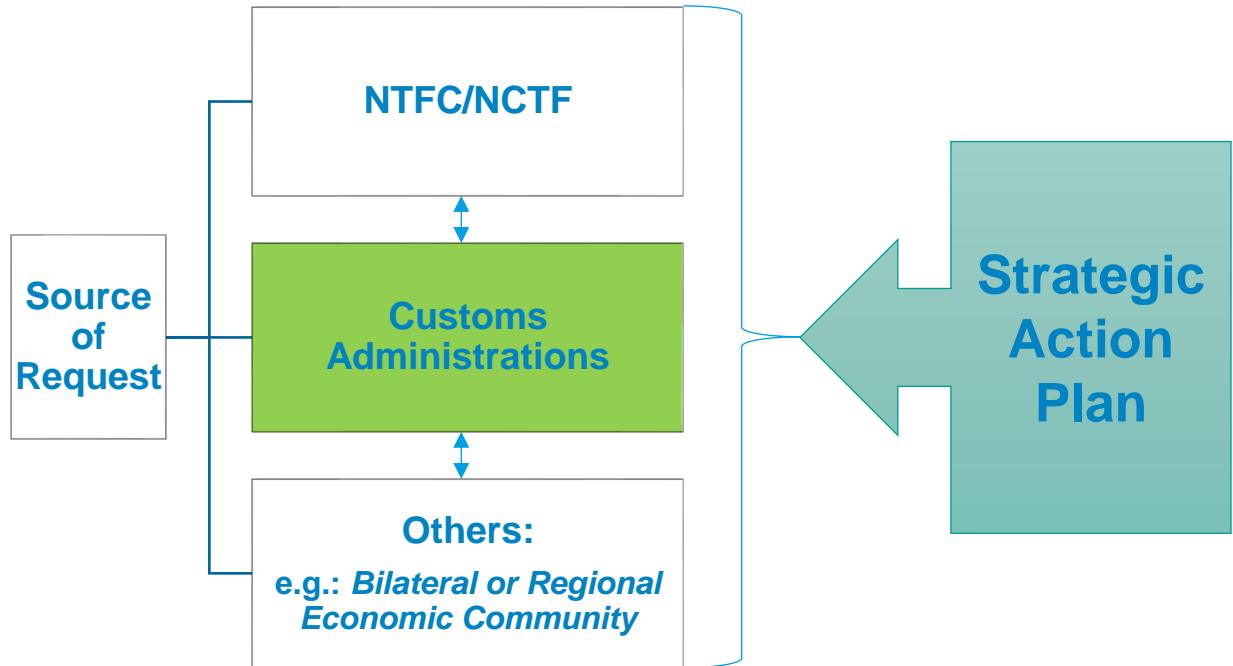 NTFC/NCTF
Source
of
Request
Customs
Administrations
Others:
e.g.: Bilateral or Regional
Economic Community
Strategic
Action
Plan